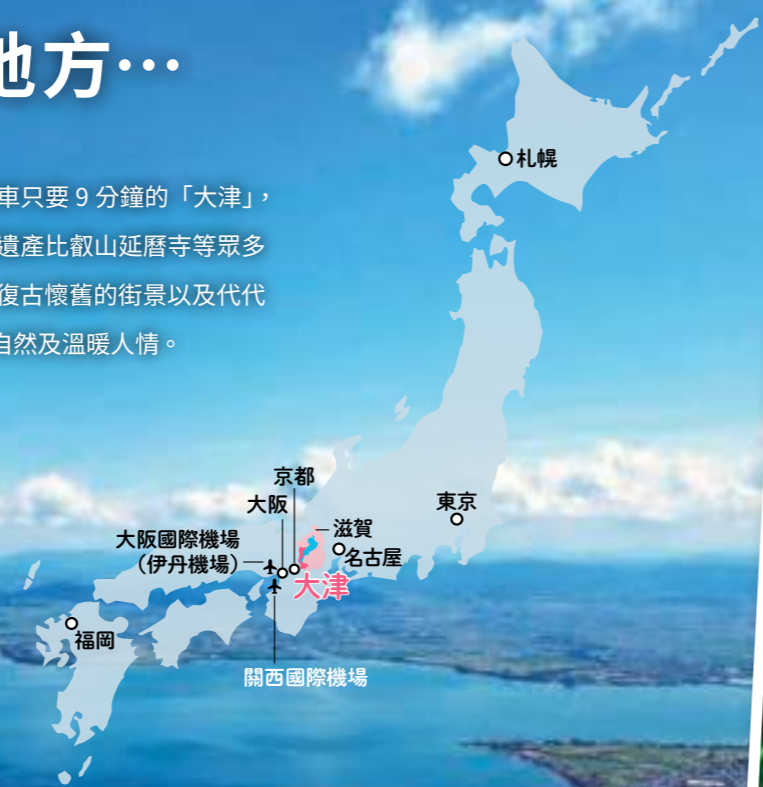 地方…
車只要 9 分鐘的「大津」，
遺產比叡山延曆寺等眾多
復古懷舊的街景以及代代
自然及溫暖人情。
札幌
京都
大阪
東京
滋賀
大阪國際機場
（伊丹機場）
名古屋
大津
福岡
關西國際機場